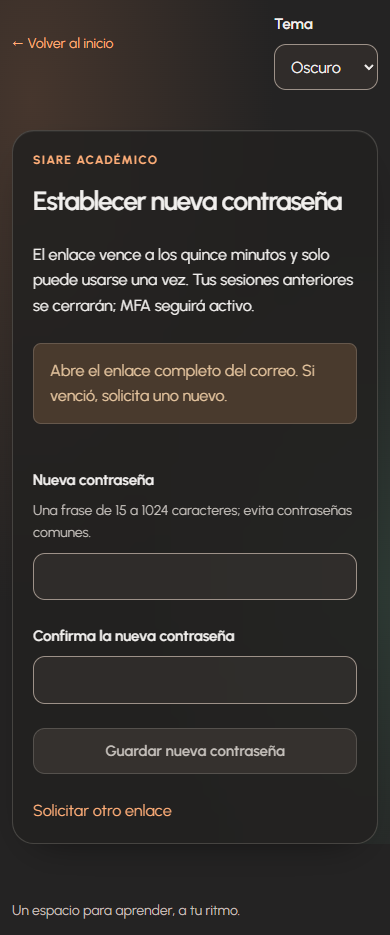 ← Volver al inicio
Tema
Oscuro
SIARE ACADÉMICO
Establecer nueva contraseña
El enlace vence a los quince minutos y solo
puede usarse una vez. Tus sesiones anteriores
se cerrarán; MFA seguirá activo.
Abre el enlace completo del correo. Si
venció, solicita uno nuevo.
Nueva contraseña
Una frase de 15 a 1024 caracteres; evita contraseñas
comunes.
Confirma la nueva contraseña
Guardar nueva contraseña
Solicitar otro enlace
Un espacio para aprender, a tu ritmo.